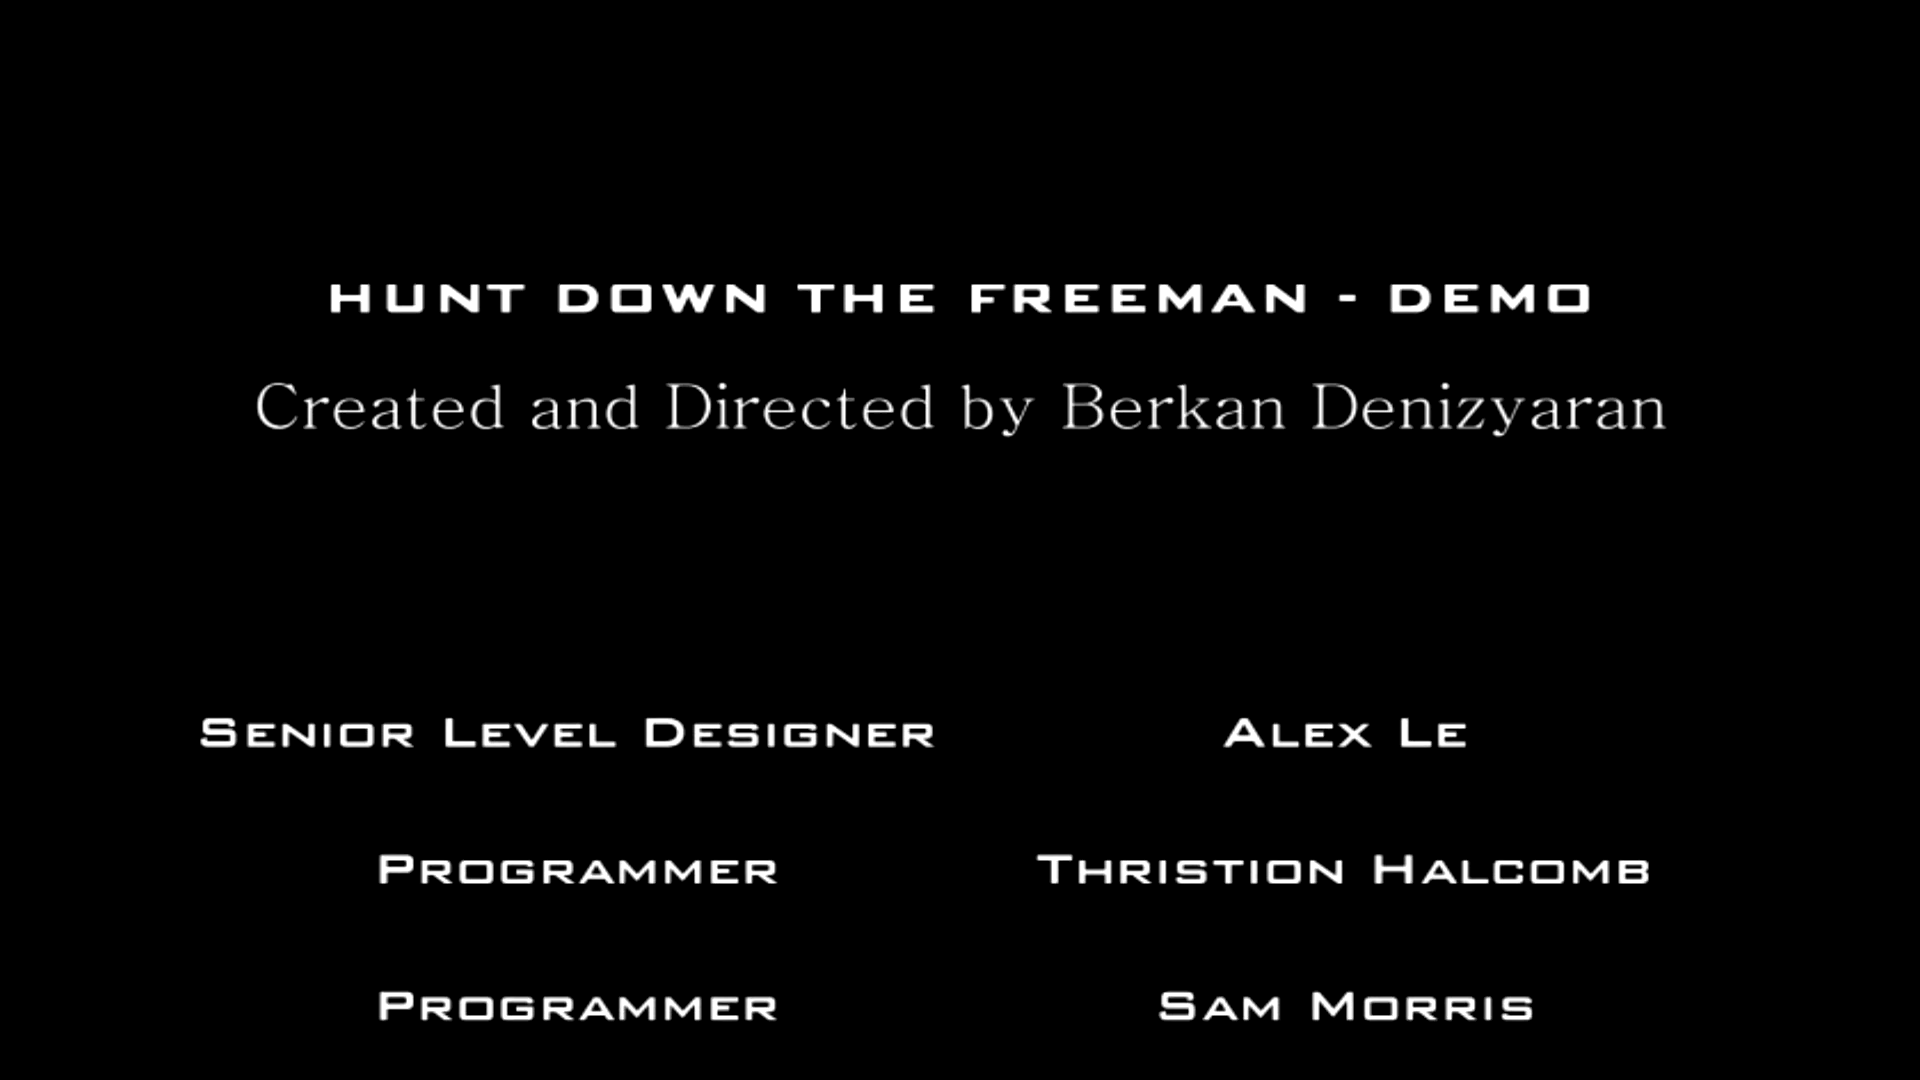 HUNT DOWN THE FREEMAN - DEMO
Created and Directed by Berkan Denizyaran
Senior Level Designer Alex Le
Programmer Thristion Halcomb
Programmer Sam Morris